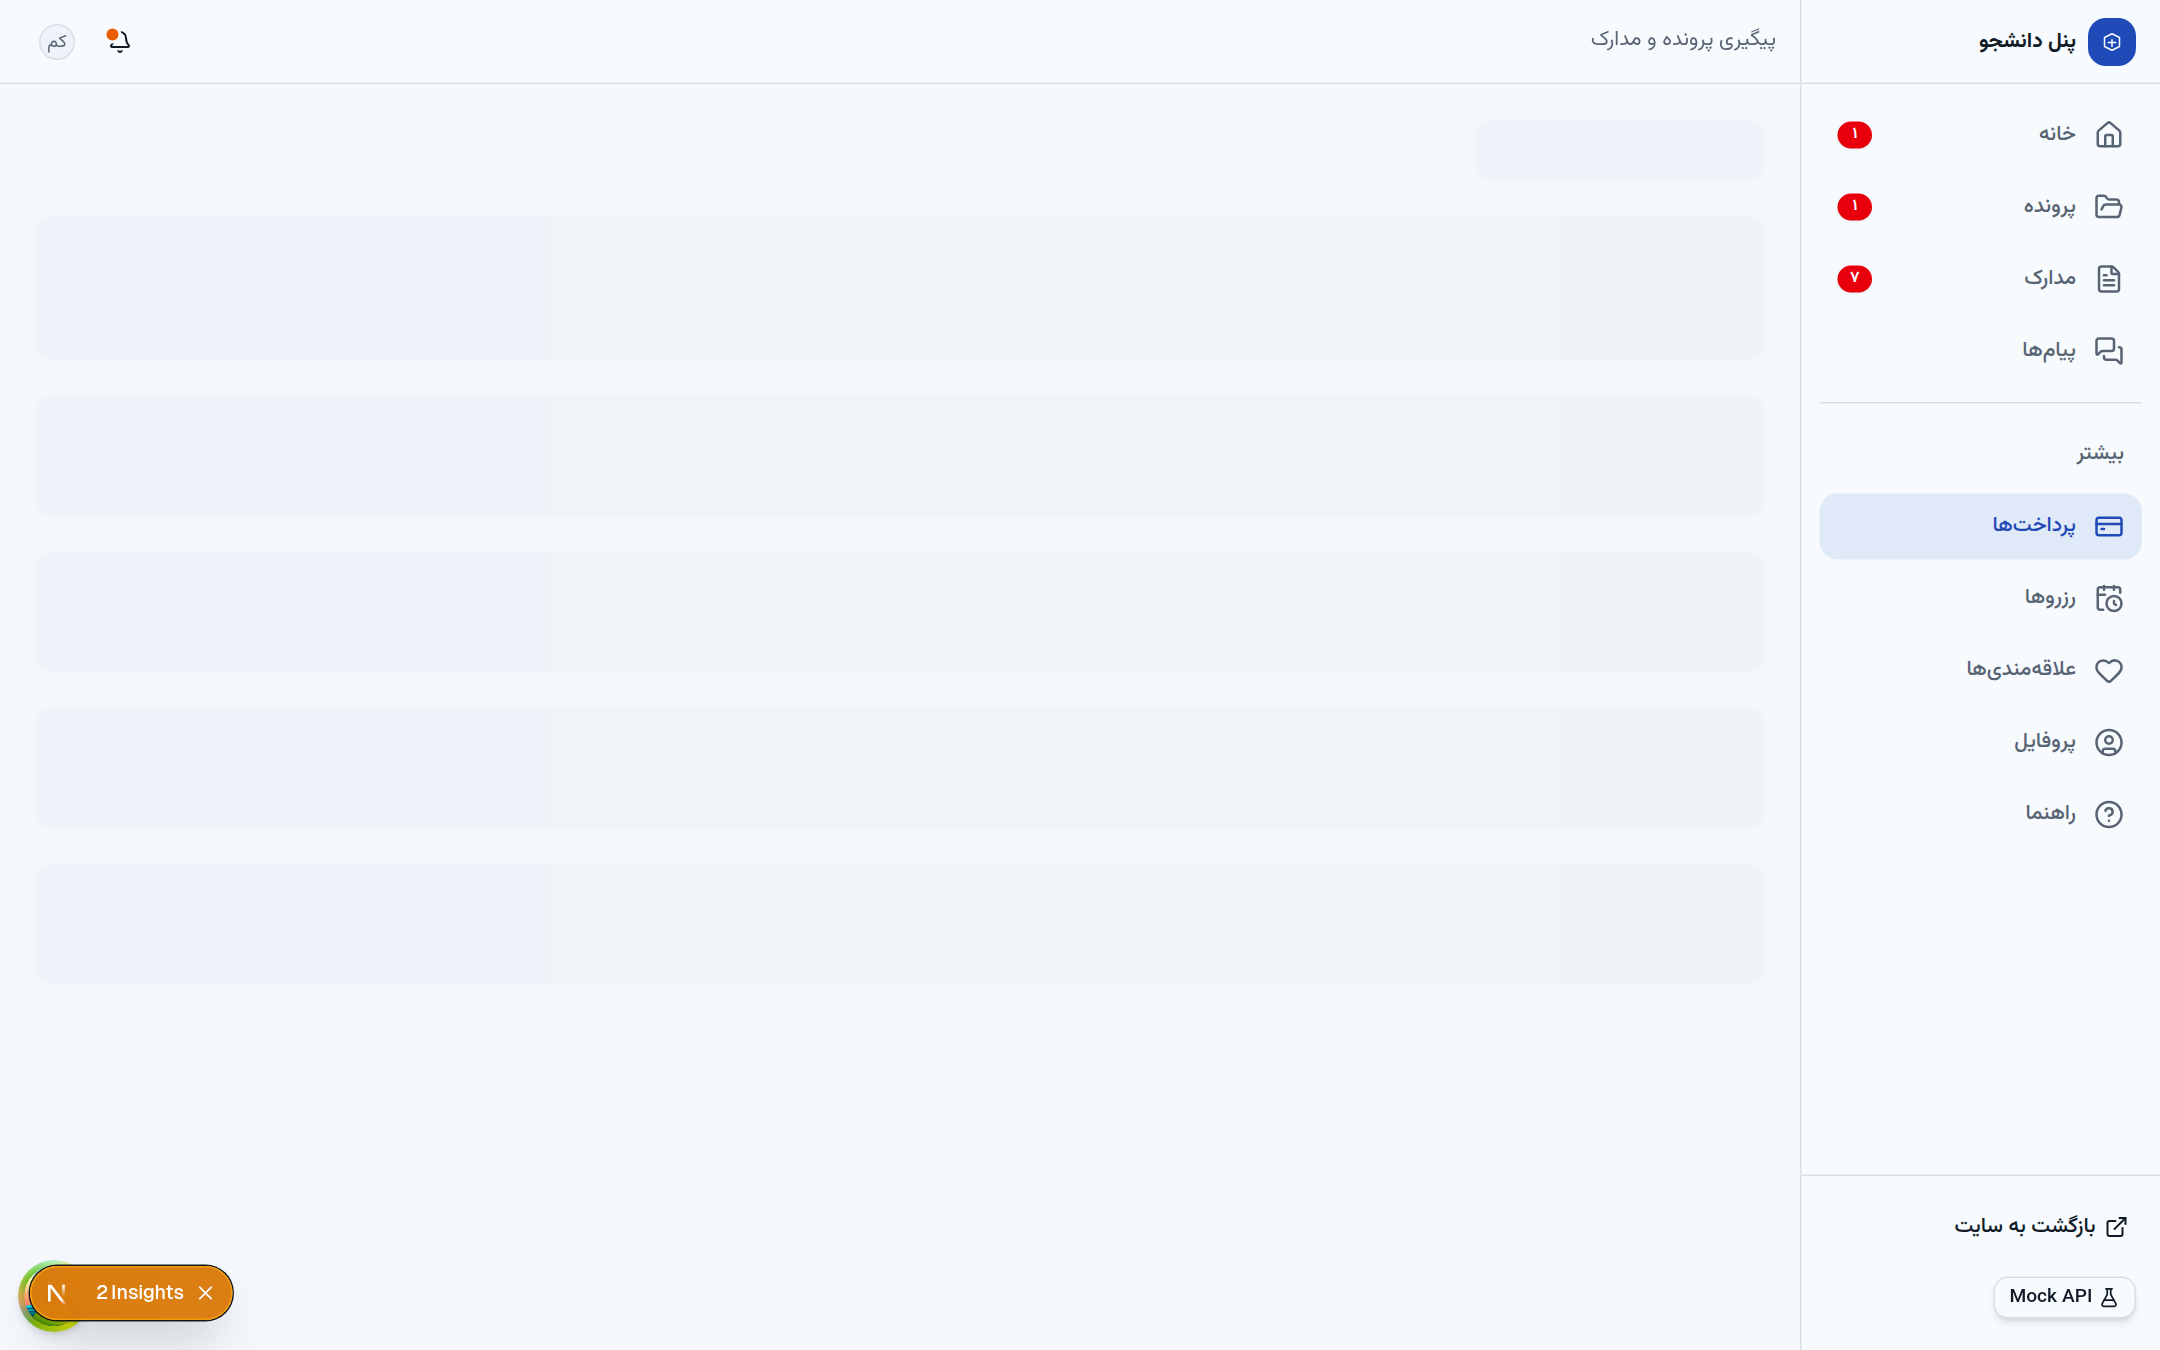 پنل دانشجو
پیگیری پرونده و مدارک
کم
خانه ۱
پرونده ۱
مدارک ۷
پیام‌ها
بیشتر
پرداخت‌ها
رزروها
علاقه‌مندی‌ها
پروفایل
راهنما
بازگشت به سایت
Mock API
N 2 Insights